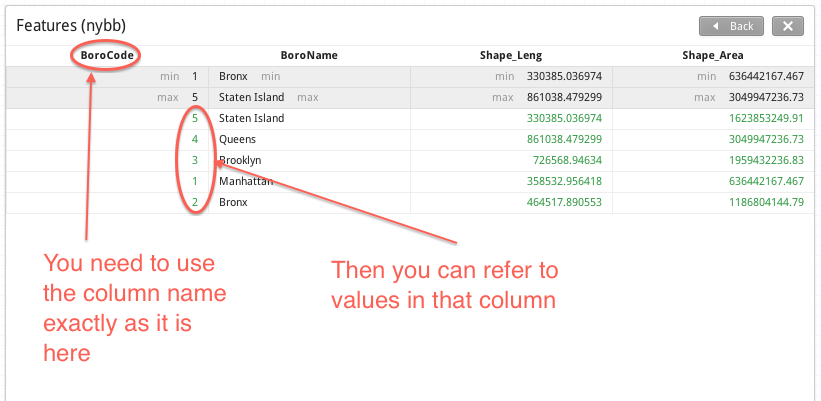 Features (nybb)
Back
BoroCode BoroName Shape_Leng Shape_Area
min 1 Bronx min min 330385.036974 min 636442167.467
max 5 Staten Island max max 861038.479299 max 3049947236.73
5 Staten Island 330385.036974 1623853249.91
4 Queens 861038.479299 3049947236.73
3 Brooklyn 726568.94634 1959432236.83
1 Manhattan 358532.956418 636442167.467
2 Bronx 464517.890553 1186804144.79
You need to use
the column name
exactly as it is
here
Then you can refer to
values in that column